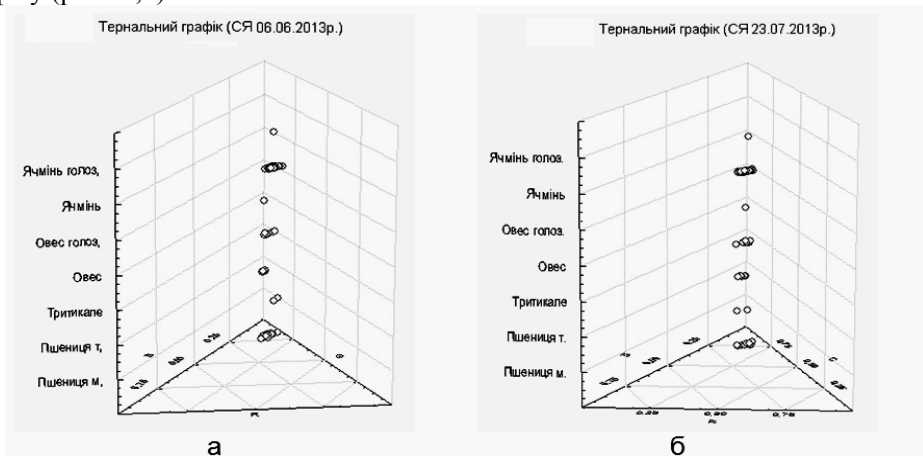 Тернальний графік (СЯ 06.06.2013р.)
Ячмінь голоз,
Ячмінь
Овес голоз,
Овес
Тритикале
Пшениця т,
Пшениця м,
а
Тернальний графік (СЯ 23.07.2013р.)
Ячмінь голоз.
Ячмінь
Овес голоз.
Овес
Тритикале
Пшениця т.
Пшениця м.
б